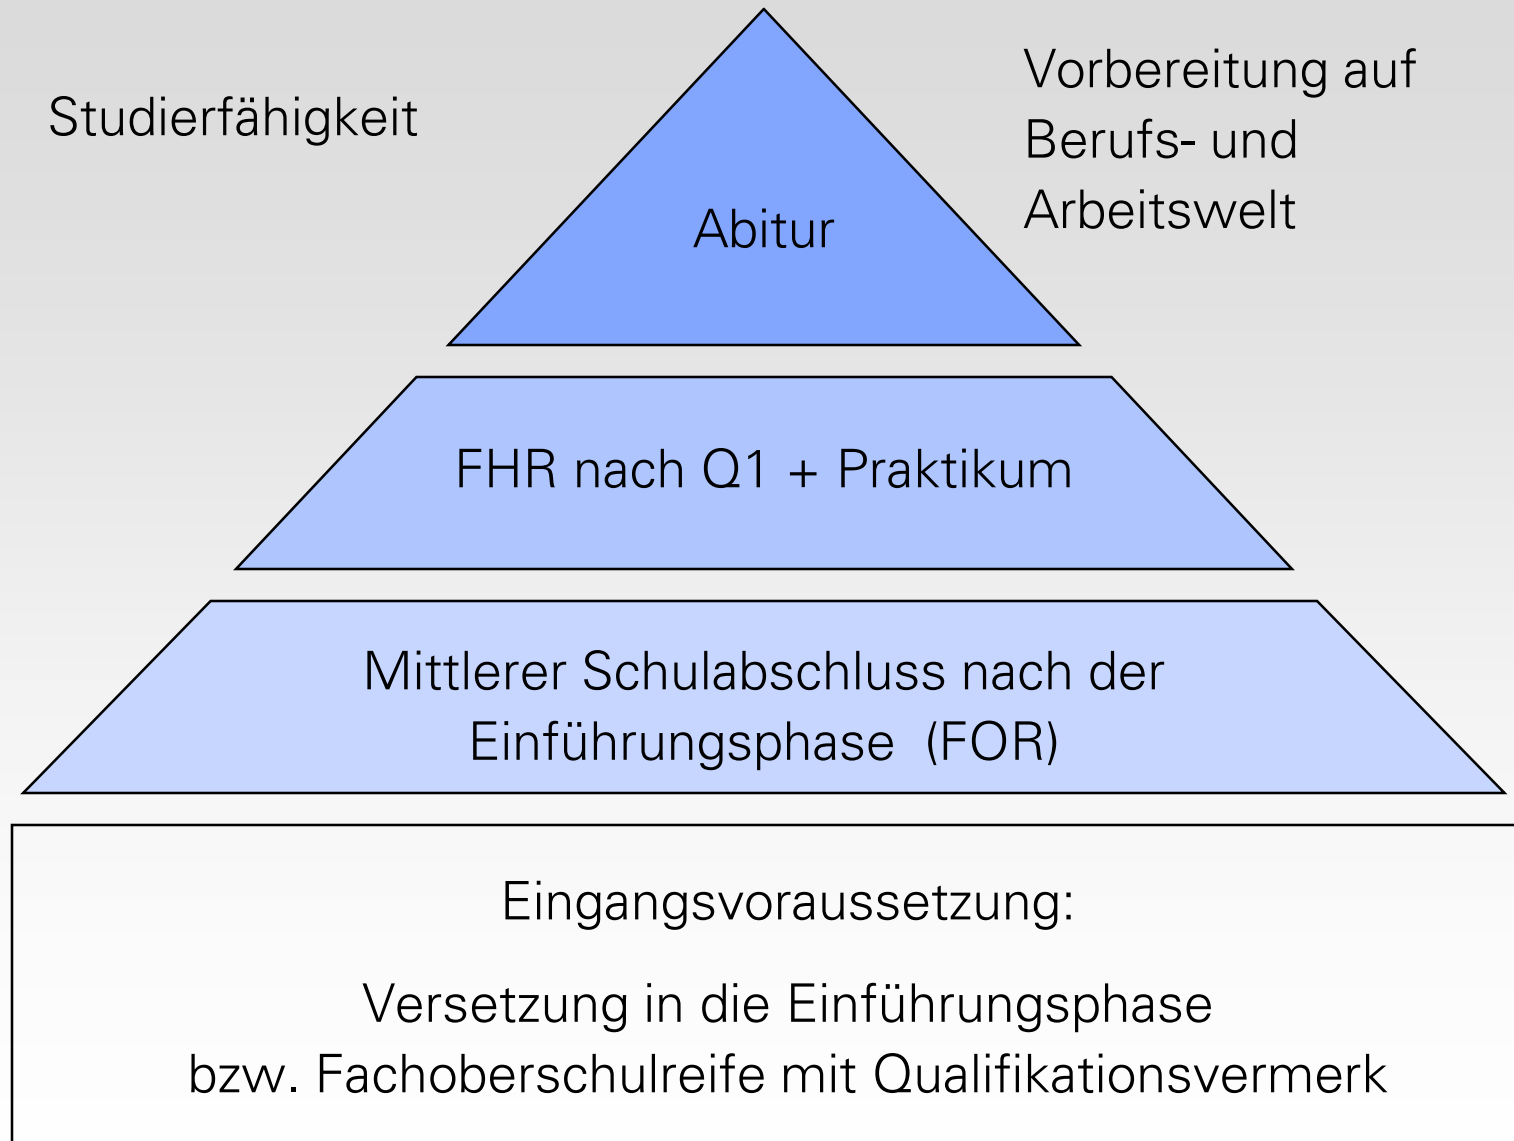 Studierfähigkeit
Vorbereitung auf
Berufs- und
Arbeitswelt
Abitur
FHR nach Q1 + Praktikum
Mittlerer Schulabschluss nach der
Einführungsphase (FOR)
Eingangsvoraussetzung:
Versetzung in die Einführungsphase
bzw. Fachoberschulreife mit Qualifikationsvermerk